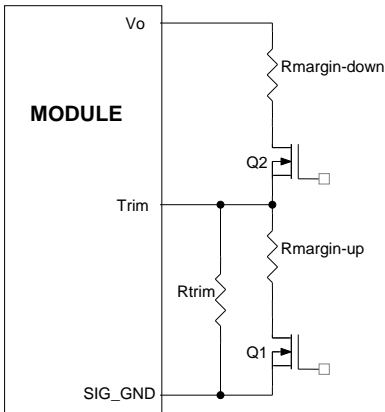 Vo
Rmargin-down
MODULE
Q2
Trim
Rmargin-up
Rtrim
Q1
SIG_GND